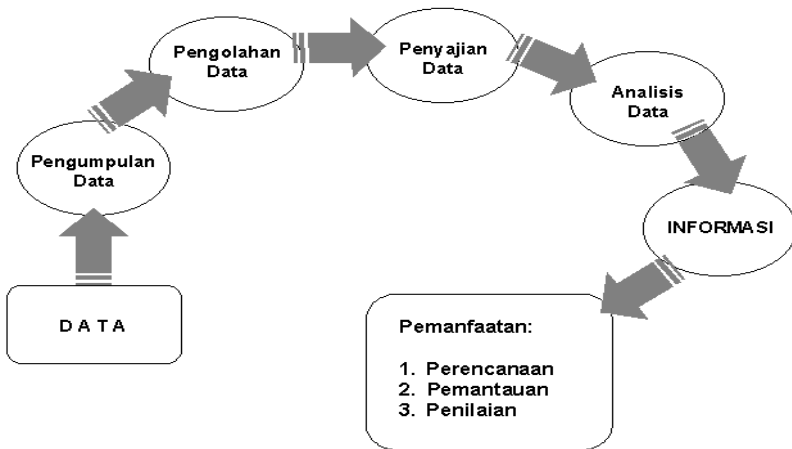 Pengolahan
Data
Penyajian
Data
Analisis
Data
Pengumpulan
Data
INFORMASI
D A T A
Pemanfaatan:
1. Perencanaan
2. Pemantauan
3. Penilaian